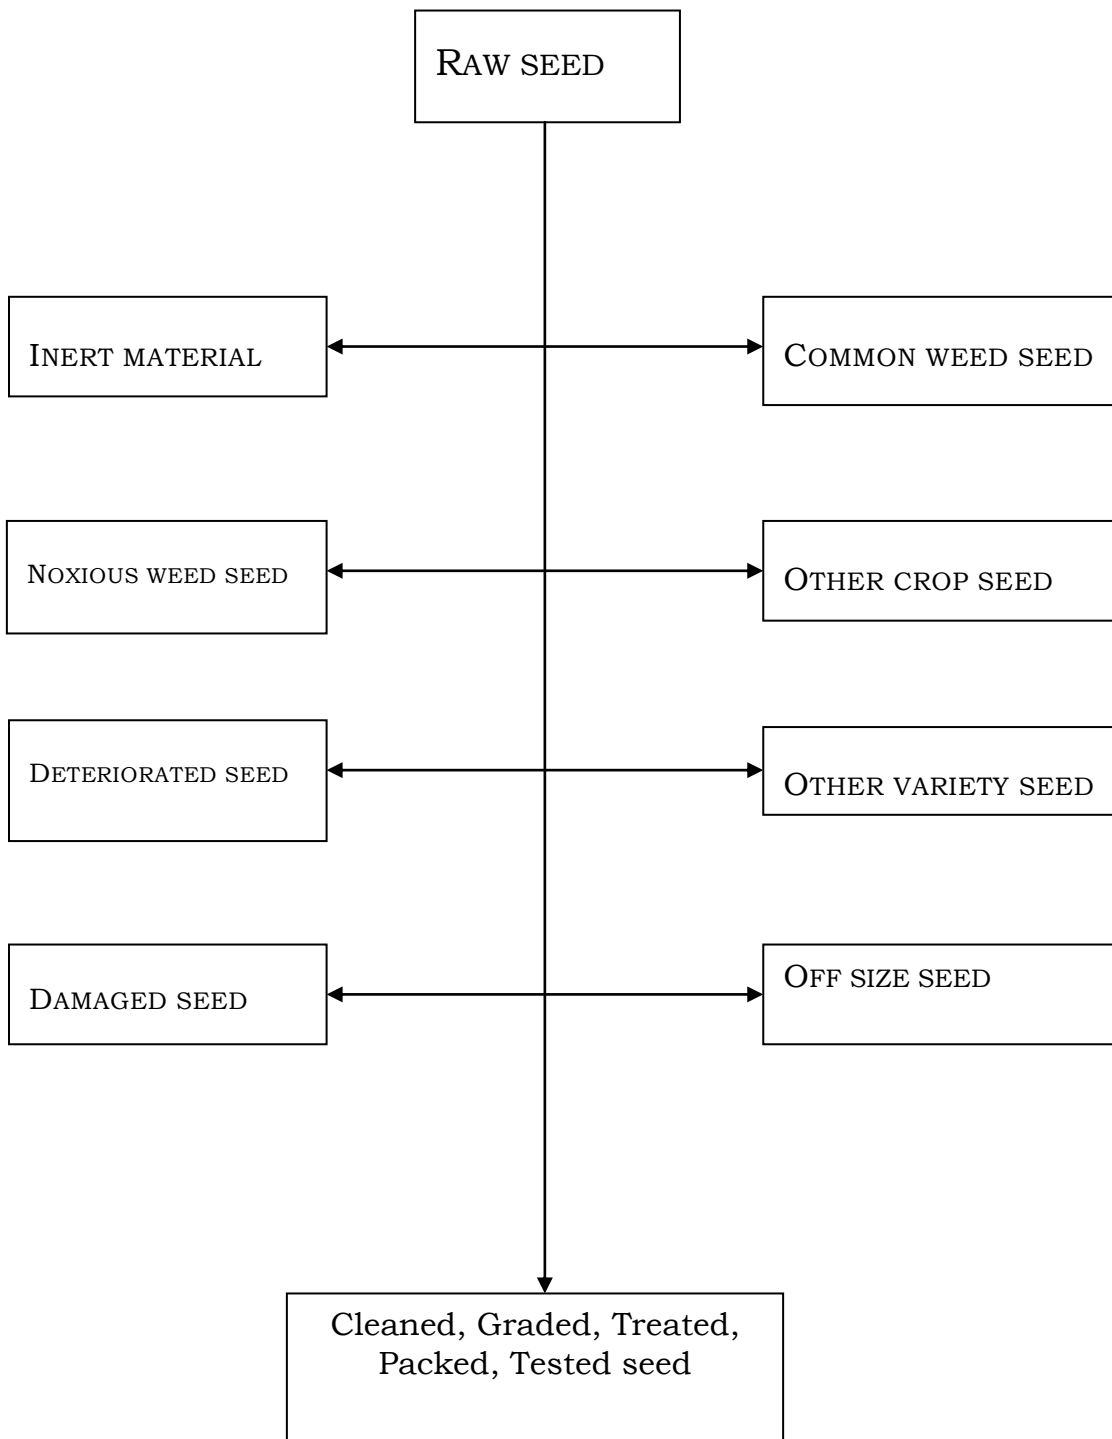 RAW SEED
INERT MATERIAL
COMMON WEED SEED
NOXIOUS WEED SEED
OTHER CROP SEED
DETERIORATED SEED
OTHER VARIETY SEED
DAMAGED SEED
OFF SIZE SEED
Cleaned, Graded, Treated,
Packed, Tested seed